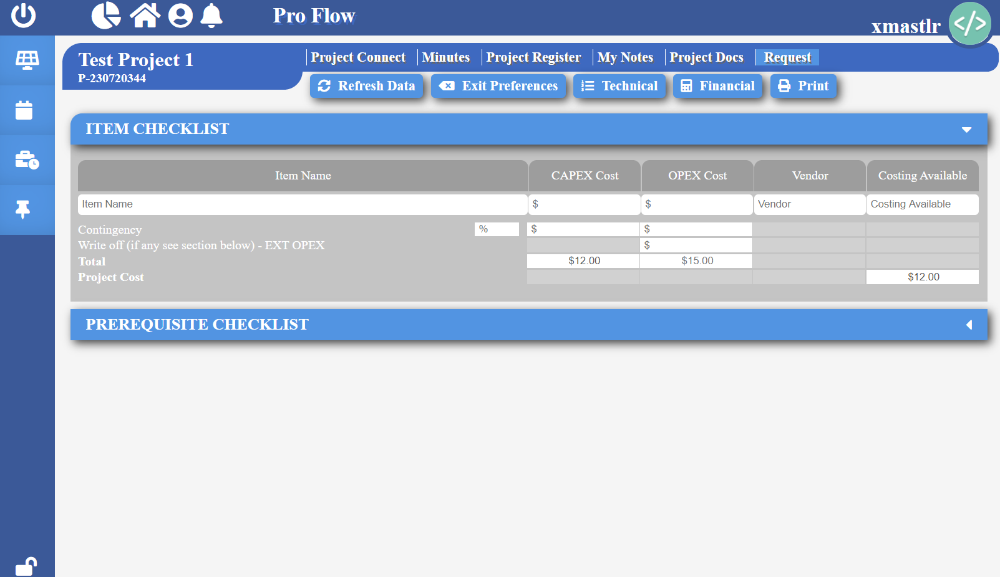 Pro Flow
xmastlr
</>
Test Project 1
P-230720344
Project Connect
Minutes
Project Register
My Notes
Project Docs
Request
Refresh Data
Exit Preferences
Technical
Financial
Print
ITEM CHECKLIST
Item Name
CAPEX Cost
OPEX Cost
Vendor
Costing Available
Item Name
$
$
Vendor
Costing Available
Contingency
%
$
$
Write off (if any see section below) - EXT OPEX
$
Total
$12.00
$15.00
Project Cost
$12.00
PREREQUISITE CHECKLIST